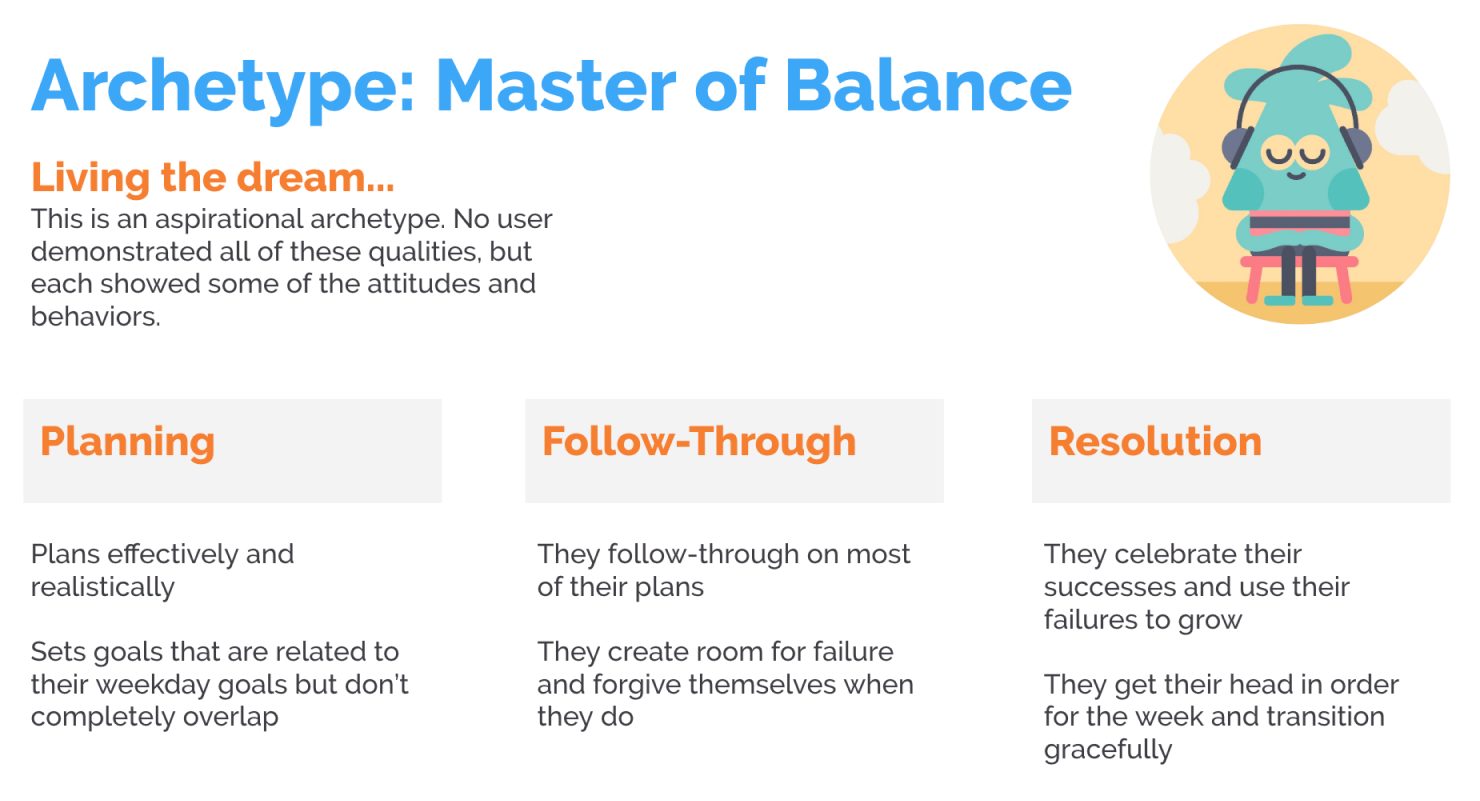 Archetype: Master of Balance
Living the dream...
This is an aspirational archetype. No user
demonstrated all of these qualities, but
each showed some of the attitudes and
behaviors.
Planning
Plans effectively and
realistically
Sets goals that are related to
their weekday goals but don’t
completely overlap
Follow-Through
They follow-through on most
of their plans
They create room for failure
and forgive themselves when
they do
Resolution
They celebrate their
successes and use their
failures to grow
They get their head in order
for the week and transition
gracefully